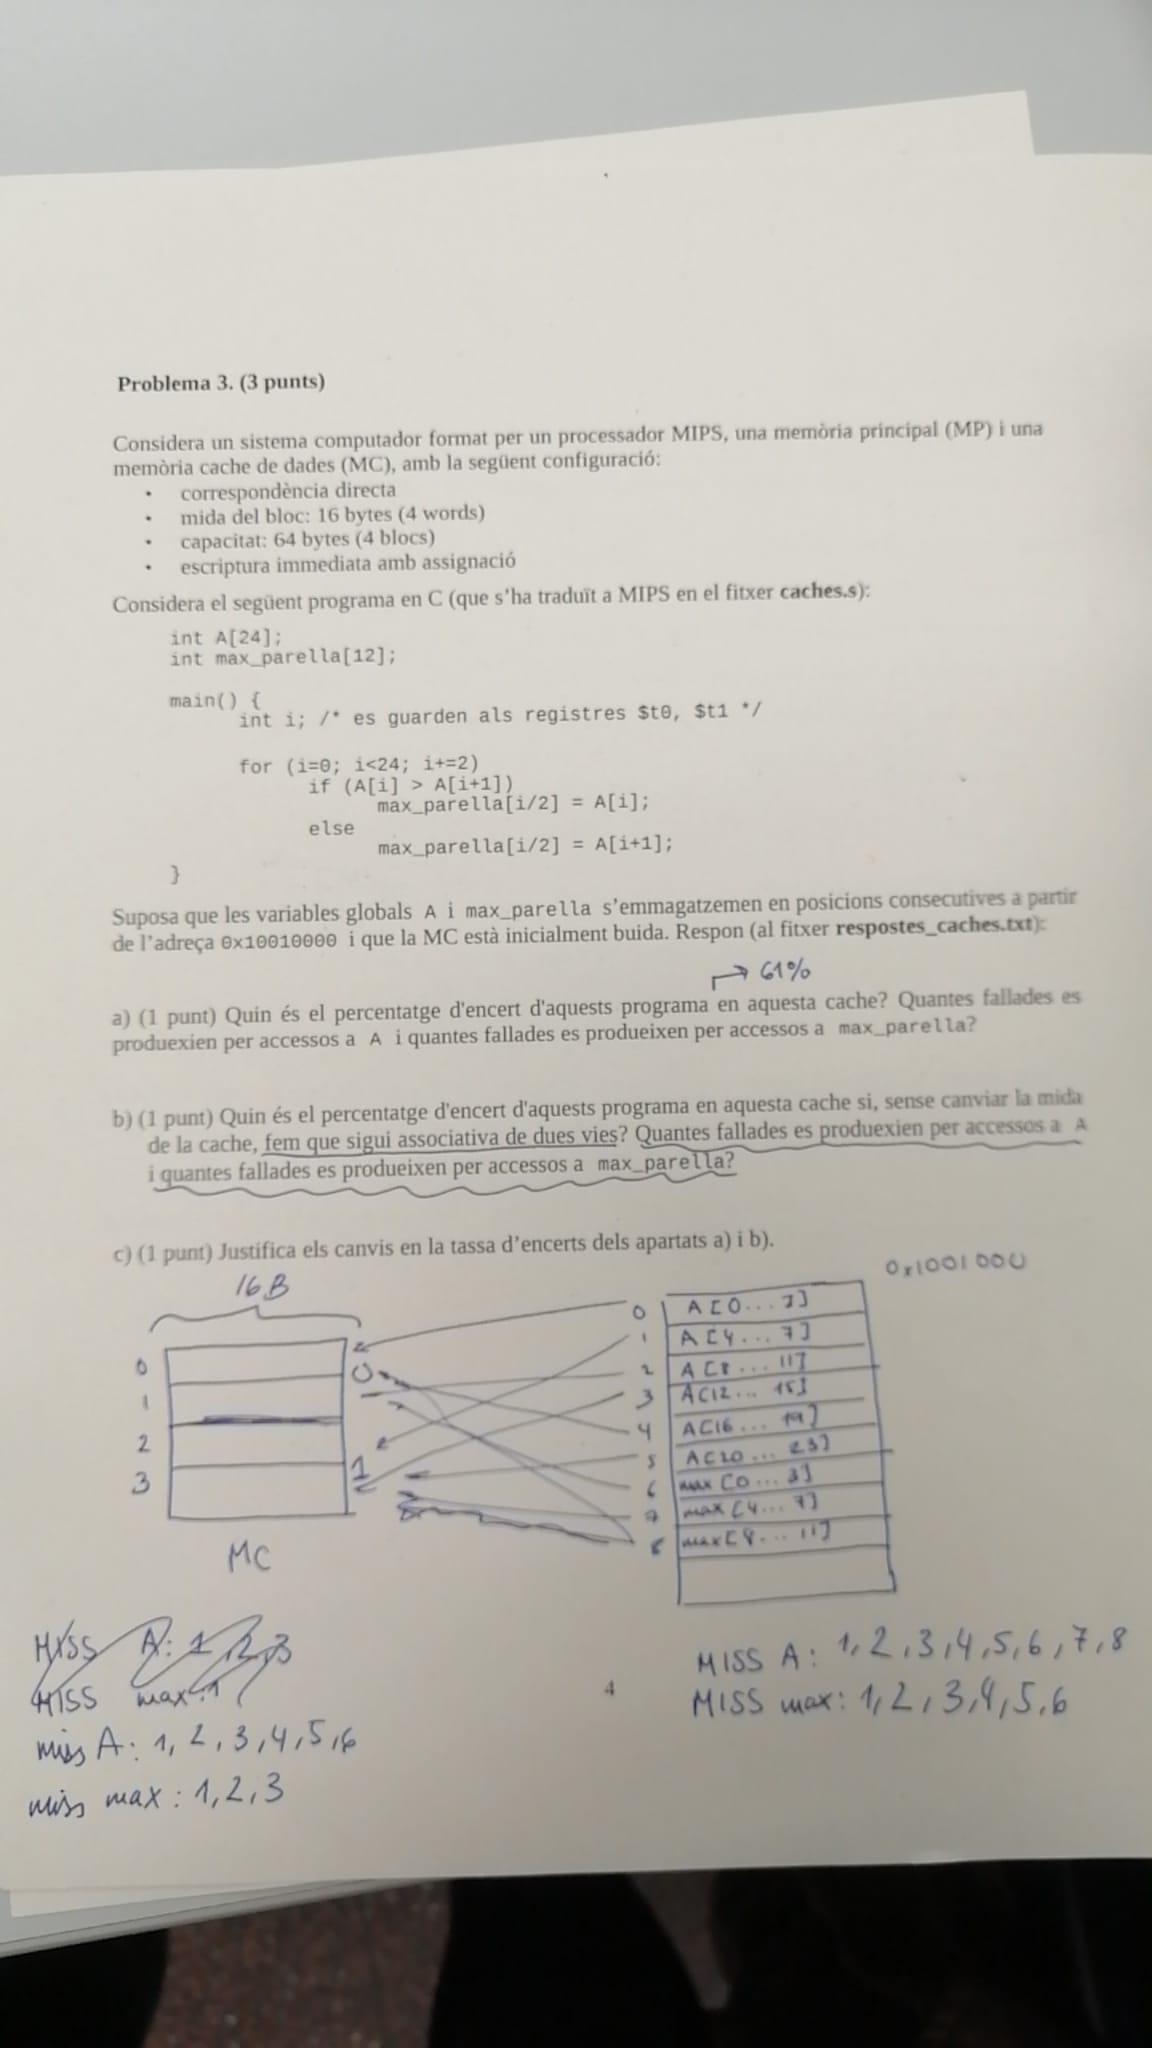 Problema 3. (3 punts)
Considera un sistema computador format per un processador MIPS, una memòria principal (MP) i una
memòria cache de dades (MC), amb la següent configuració:
• correspondència directa
• mida del bloc: 16 bytes (4 words)
• capacitat: 64 bytes (4 blocs)
• escriptura immediata amb assignació
Considera el següent programa en C (que s'ha traduït a MIPS en el fitxer caches.s):
int A[24];
int max_parella[12];
main() {
int i; /* es guarden als registres $t0, $t1 */
for (i=0; i<24; i+=2)
if (A[i] > A[i+1])
max_parella[i/2] = A[i];
else
max_parella[i/2] = A[i+1];
}
Suposa que les variables globals A i max_parella s'emmagatzemen en posicions consecutives a partir
de l'adreça 0x10010000 i que la MC està inicialment buida. Respon (al fitxer respostes_caches.txt):
→ 61%
a) (1 punt) Quin és el percentatge d'encert d'aquests programa en aquesta cache? Quantes fallades es
produexien per accessos a A i quantes fallades es produeixen per accessos a max_parella?
b) (1 punt) Quin és el percentatge d'encert d'aquests programa en aquesta cache si, sense canviar la mida
de la cache, fem que sigui associativa de dues vies? Quantes fallades es produexien per accessos a A
i quantes fallades es produeixen per accessos a max_parella?
c) (1 punt) Justifica els canvis en la tassa d'encerts dels apartats a) i b).
0x1001000
16B
0 A[0...3]
1 A[4...7]
2 A[8...11]
3 A[12...15]
4 A[16...19]
5 A[20...23]
6 max[0...3]
7 max[4...7]
8 max[8...11]
0
1
2
3
0
1
MC
MISS A: 1, 2, 3
MISS max: 1
miss A: 1, 2, 3, 4, 5, 6
miss max: 1, 2, 3
MISS A: 1, 2, 3, 4, 5, 6, 7, 8
MISS max: 1, 2, 3, 4, 5, 6
4